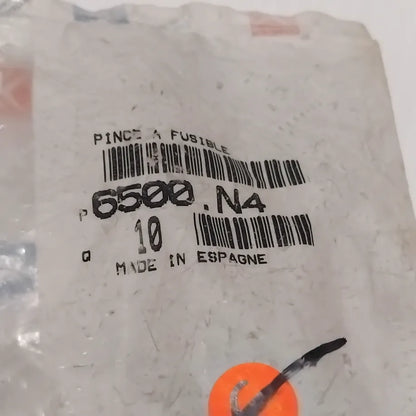 PINCE A FUSIBLE
P 6500.N4
Q 10
MADE IN ESPAGNE